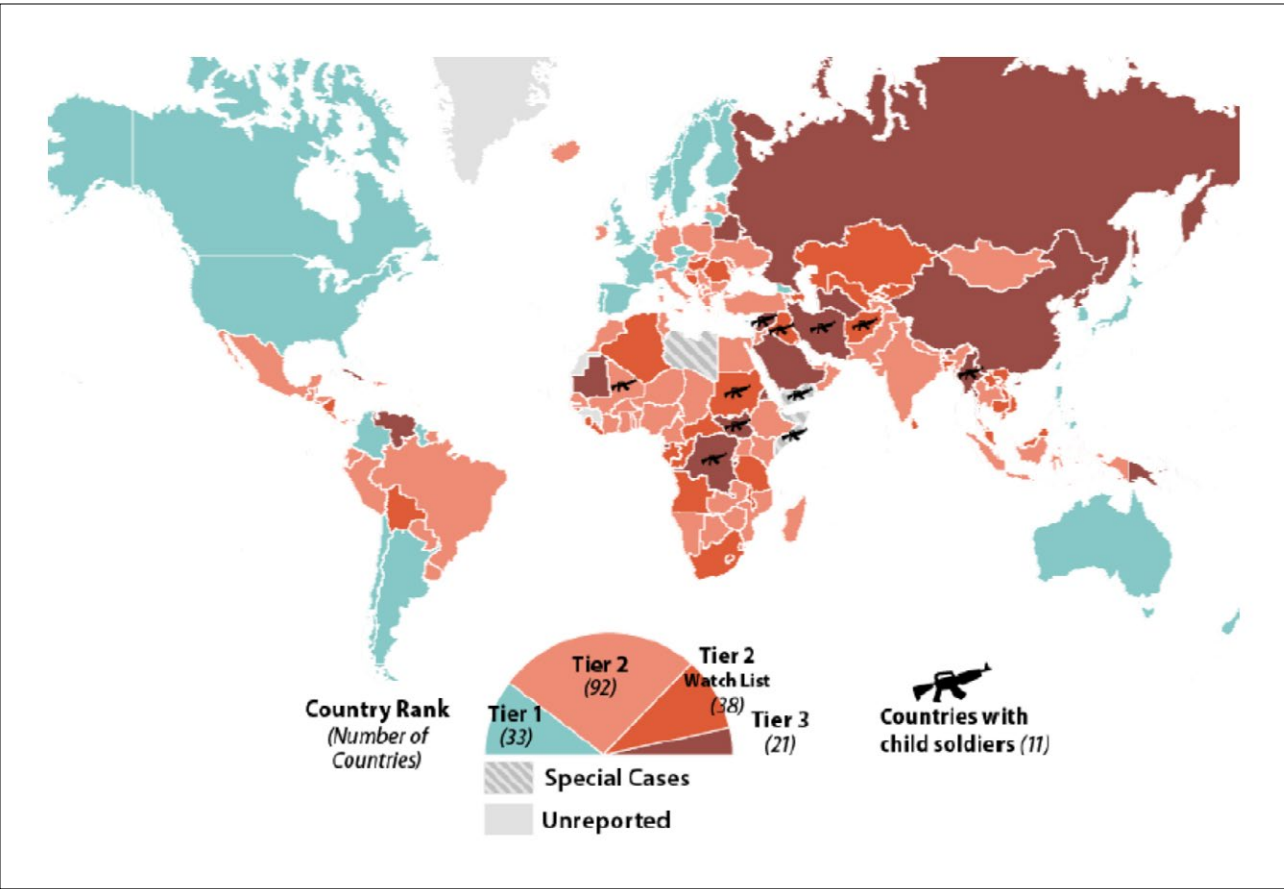 Tier 2
(92)
Tier 2
Watch List
(38)
Tier 1
(33)
Tier 3
(21)
Country Rank
(Number of
Countries)
Special Cases
Unreported
Countries with
child soldiers (11)